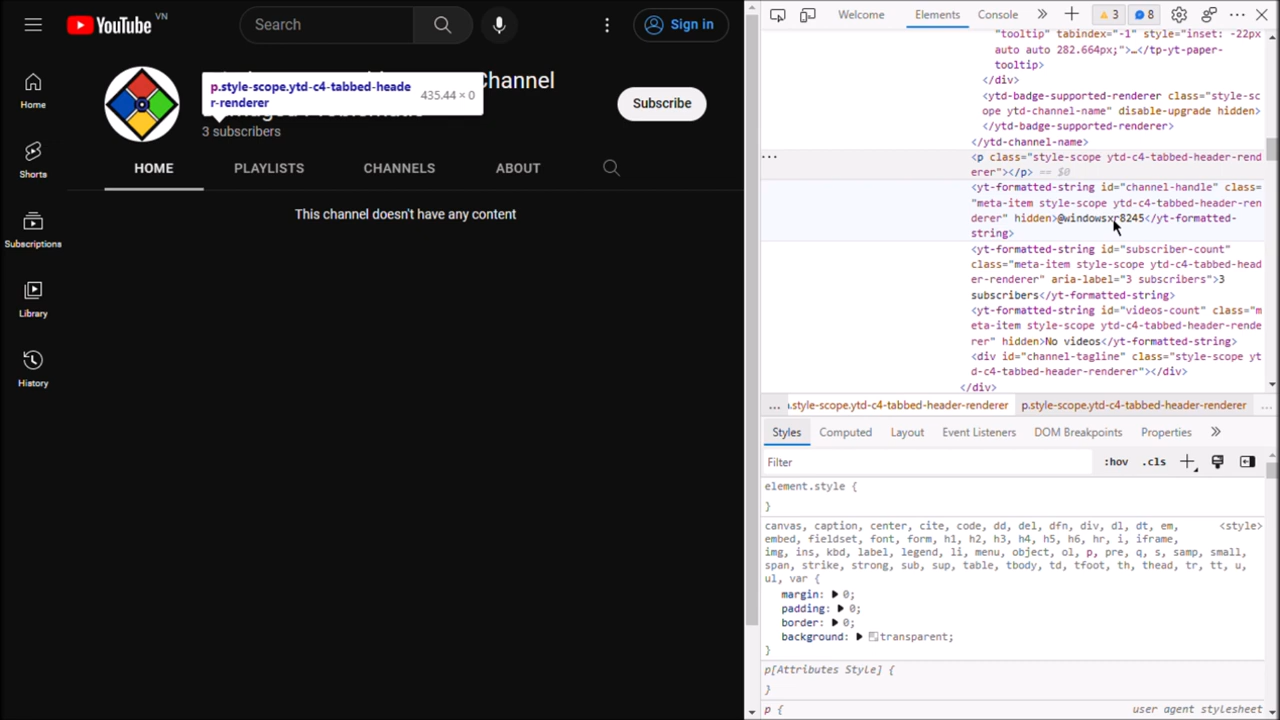 YouTube VN
Search
Sign in
Home
Shorts
Subscriptions
Library
History
Channel
p.style-scope.ytd-c4-tabbed-heade
r-renderer
435.44 × 0
3 subscribers
Subscribe
HOME
PLAYLISTS
CHANNELS
ABOUT
This channel doesn't have any content
Welcome
Elements
Console
3
8
"tooltip" tabindex="-1" style="inset: -22px
auto auto 282.664px;">…</tp-yt-paper-
tooltip>
</div>
<ytd-badge-supported-renderer class="style-sc
ope ytd-channel-name" disable-upgrade hidden>
</ytd-badge-supported-renderer>
</ytd-channel-name>
<p class="style-scope ytd-c4-tabbed-header-rend
erer"></p> == $0
<yt-formatted-string id="channel-handle" class=
"meta-item style-scope ytd-c4-tabbed-header-ren
derer" hidden>@windowsxr8245</yt-formatted-
string>
<yt-formatted-string id="subscriber-count"
class="meta-item style-scope ytd-c4-tabbed-head
er-renderer" aria-label="3 subscribers">3
subscribers</yt-formatted-string>
<yt-formatted-string id="videos-count" class="m
eta-item style-scope ytd-c4-tabbed-header-rende
rer" hidden>No videos</yt-formatted-string>
<div id="channel-tagline" class="style-scope yt
d-c4-tabbed-header-renderer"></div>
</div>
... .style-scope.ytd-c4-tabbed-header-renderer p.style-scope.ytd-c4-tabbed-header-renderer ...
Styles
Computed
Layout
Event Listeners
DOM Breakpoints
Properties
Filter
:hov
.cls
element.style {
}
canvas, caption, center, cite, code, dd, del, dfn, div, dl, dt, em, <style>
embed, fieldset, font, form, h1, h2, h3, h4, h5, h6, hr, i, iframe,
img, ins, kbd, label, legend, li, menu, object, ol, p, pre, q, s, samp, small,
span, strike, strong, sub, sup, table, tbody, td, tfoot, th, thead, tr, tt, u,
ul, var {
margin: 0;
padding: 0;
border: 0;
background: transparent;
}
p[Attributes Style] {
}
p { user agent stylesheet